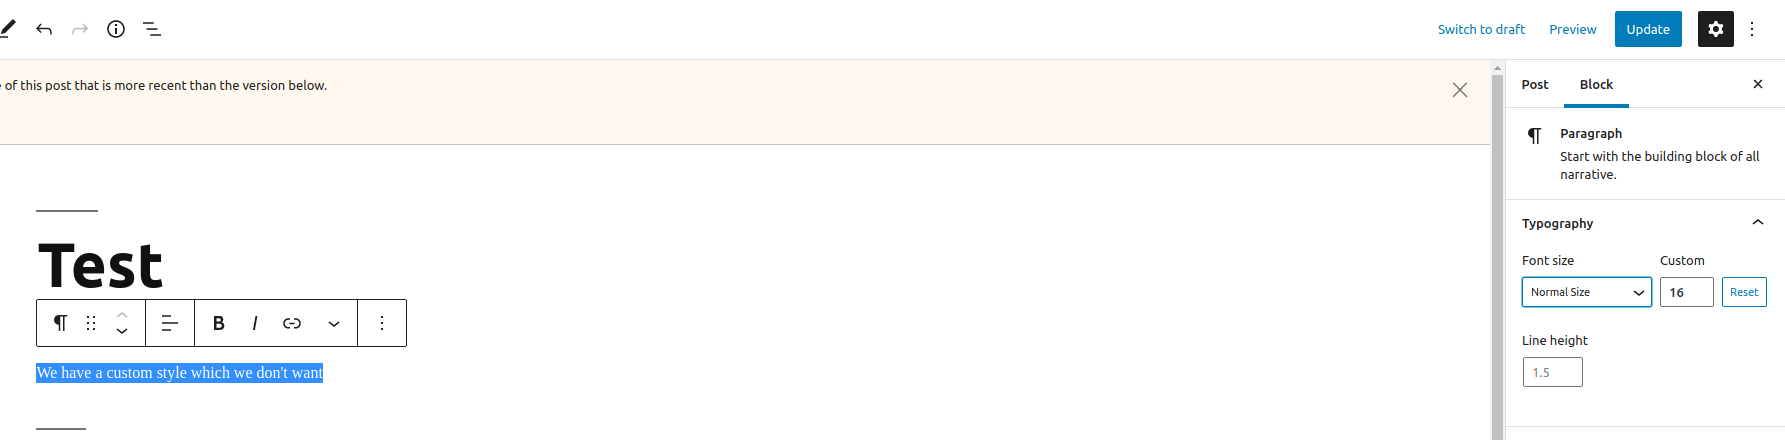 Switch to draft Preview Update
of this post that is more recent than the version below.
Post Block
Paragraph
Start with the building block of all
narrative.
Typography
Font size Custom
Normal Size 16 Reset
Line height
1.5
Test
B I
We have a custom style which we don't want